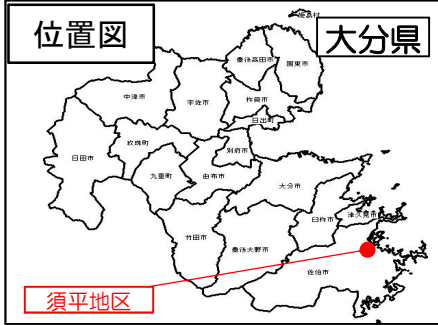 位置図
大分県
姫島村
豊後高田市
国東市
中津市
宇佐市
杵築市
日出町
玖珠町
別府市
日田市
九重町
由布市
大分市
津久見市
臼杵市
竹田市
豊後大野市
佐伯市
須平地区